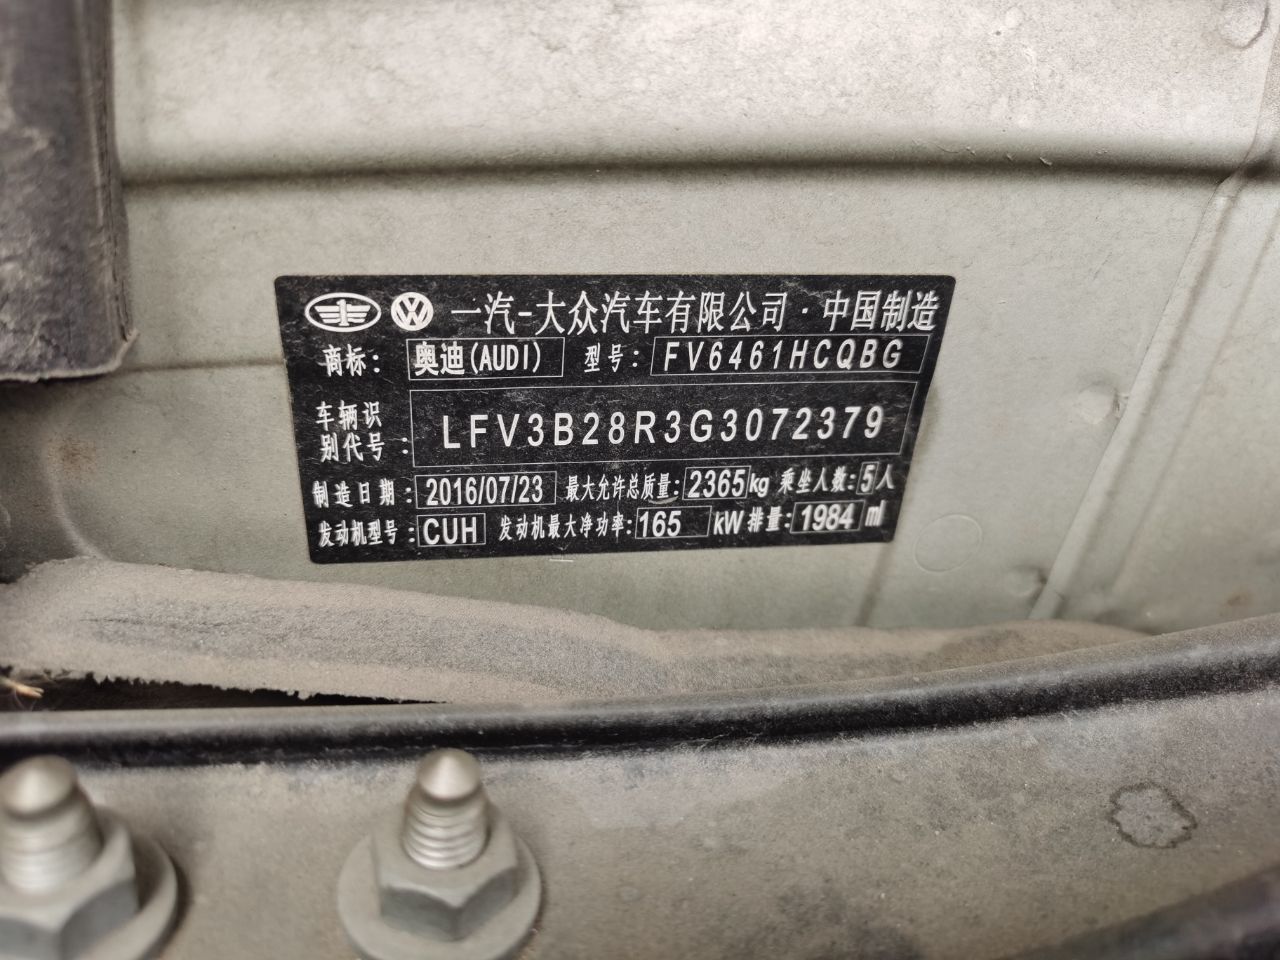 一汽-大众汽车有限公司·中国制造
商标: 奥迪(AUDI) 型号: FV6461HCQBG
车辆识别代号: LFV3B28R3G3072379
制造日期: 2016/07/23 最大允许总质量: 2365kg 乘坐人数: 5人
发动机型号: CUH 发动机最大净功率: 165 kW 排量: 1984 ml